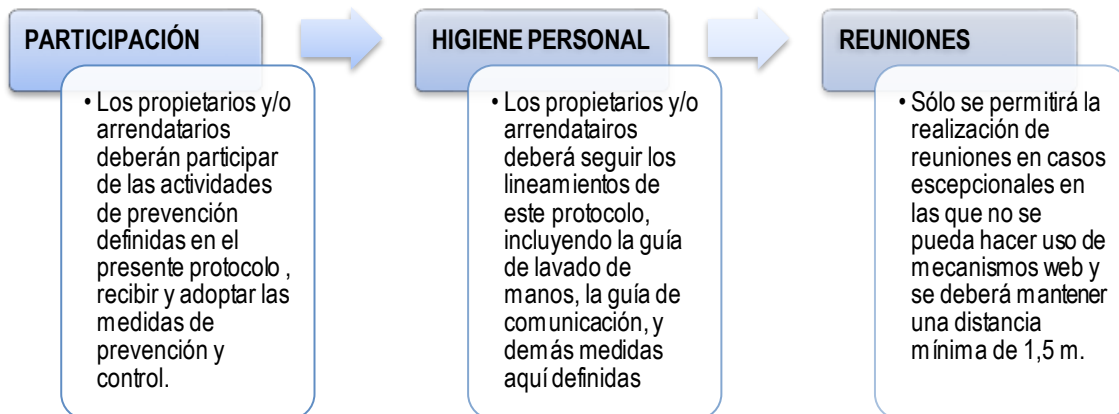 PARTICIPACIÓN
• Los propietarios y/o
arrendatarios
deberán participar
de las actividades
de prevención
definidas en el
presente protocolo ,
recibir y adoptar las
medidas de
prevención y
control.
HIGIENE PERSONAL
• Los propietarios y/o
arrendatairos
deberá seguir los
lineamientos de
este protocolo,
incluyendo la guía
de lavado de
manos, la guía de
comunicación, y
demás medidas
aquí definidas
REUNIONES
• Sólo se permitirá la
realización de
reuniones en casos
escepcionales en
las que no se
pueda hacer uso de
mecanismos web y
se deberá mantener
una distancia
mínima de 1,5 m.